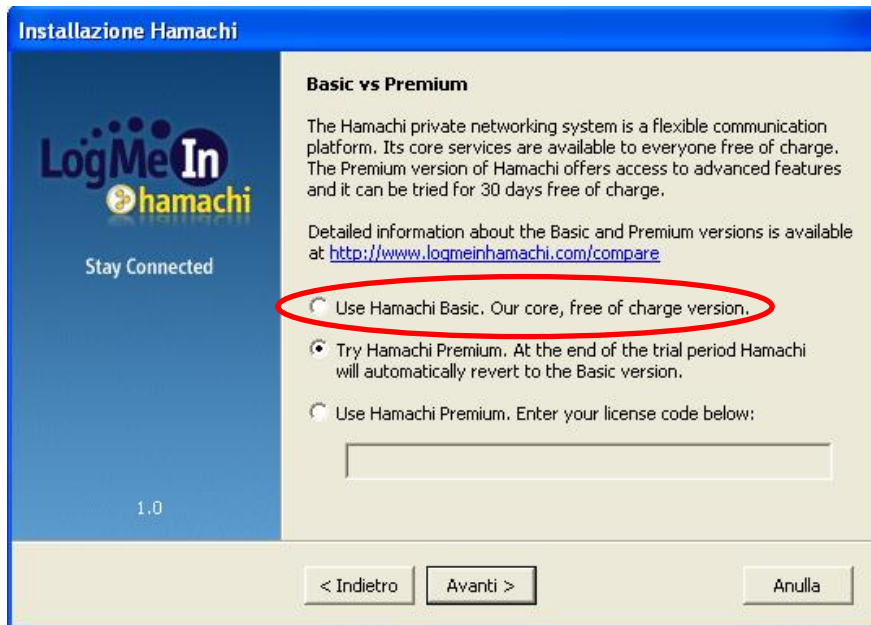 Installazione Hamachi
LogMeIn
hamachi
Stay Connected
1.0
Basic vs Premium
The Hamachi private networking system is a flexible communication
platform. Its core services are available to everyone free of charge.
The Premium version of Hamachi offers access to advanced features
and it can be tried for 30 days free of charge.
Detailed information about the Basic and Premium versions is available
at http://www.logmeinhamachi.com/compare
Use Hamachi Basic. Our core, free of charge version.
Try Hamachi Premium. At the end of the trial period Hamachi
will automatically revert to the Basic version.
Use Hamachi Premium. Enter your license code below:
< Indietro
Avanti >
Anulla